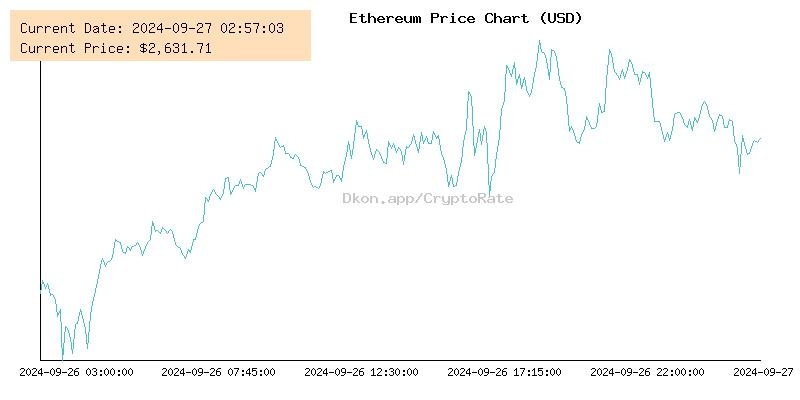 Ethereum Price Chart (USD)
Current Date: 2024-09-27 02:57:03
Current Price: $2,631.71
Dkon.app/CryptoRate
2024-09-26 03:00:00
2024-09-26 07:45:00
2024-09-26 12:30:00
2024-09-26 17:15:00
2024-09-26 22:00:00
2024-09-27